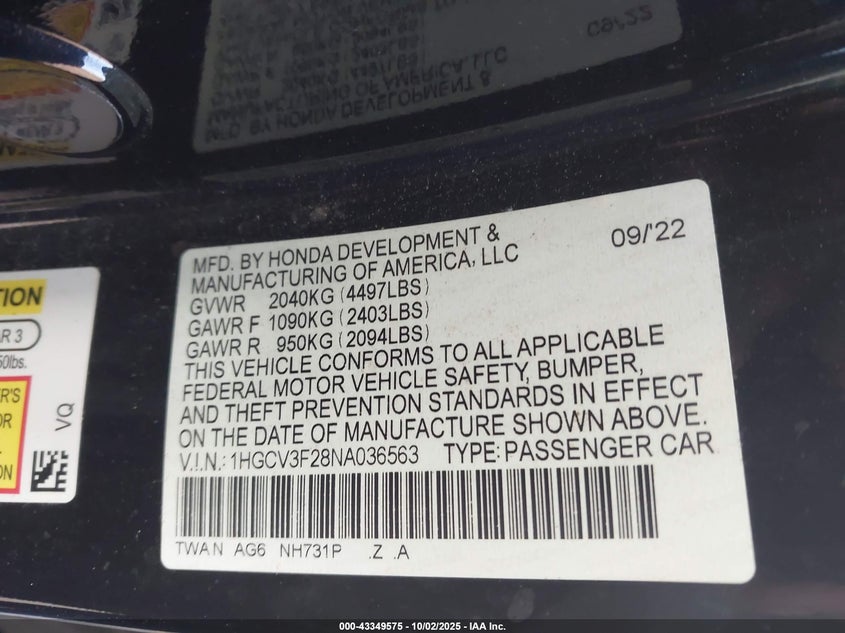 MFD. BY HONDA DEVELOPMENT &
MANUFACTURING OF AMERICA, LLC
09/'22
GVWR 2040KG (4497LBS)
GAWR F 1090KG (2403LBS)
GAWR R 950KG (2094LBS)
THIS VEHICLE CONFORMS TO ALL APPLICABLE
FEDERAL MOTOR VEHICLE SAFETY, BUMPER,
AND THEFT PREVENTION STANDARDS IN EFFECT
ON THE DATE OF MANUFACTURE SHOWN ABOVE.
V.I.N.: 1HGCV3F28NA036563 TYPE: PASSENGER CAR
TWAN AG6 NH731P .Z .A
VQ
000-43349575 - 10/02/2025 - IAA Inc.